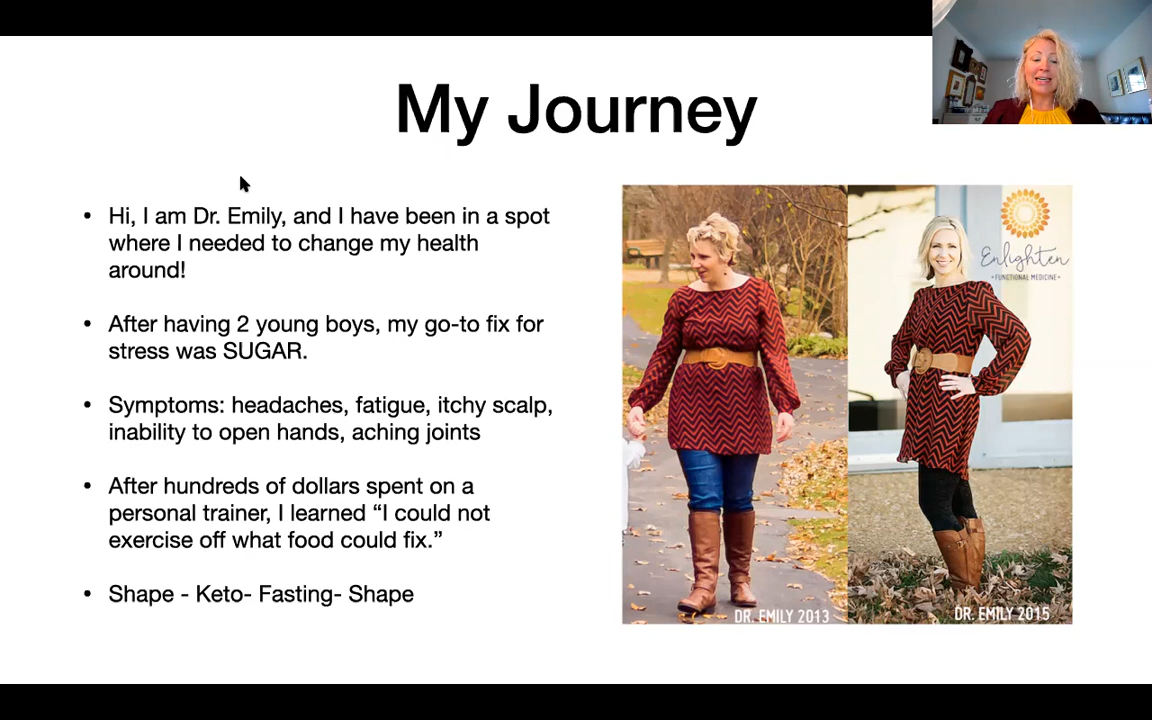 My Journey
• Hi, I am Dr. Emily, and I have been in a spot
where I needed to change my health
around!
• After having 2 young boys, my go-to fix for
stress was SUGAR.
• Symptoms: headaches, fatigue, itchy scalp,
inability to open hands, aching joints
• After hundreds of dollars spent on a
personal trainer, I learned “I could not
exercise off what food could fix.”
• Shape - Keto- Fasting- Shape
Enlighten
•FUNCTIONAL MEDICINE•
DR. EMILY 2013
DR. EMILY 2015